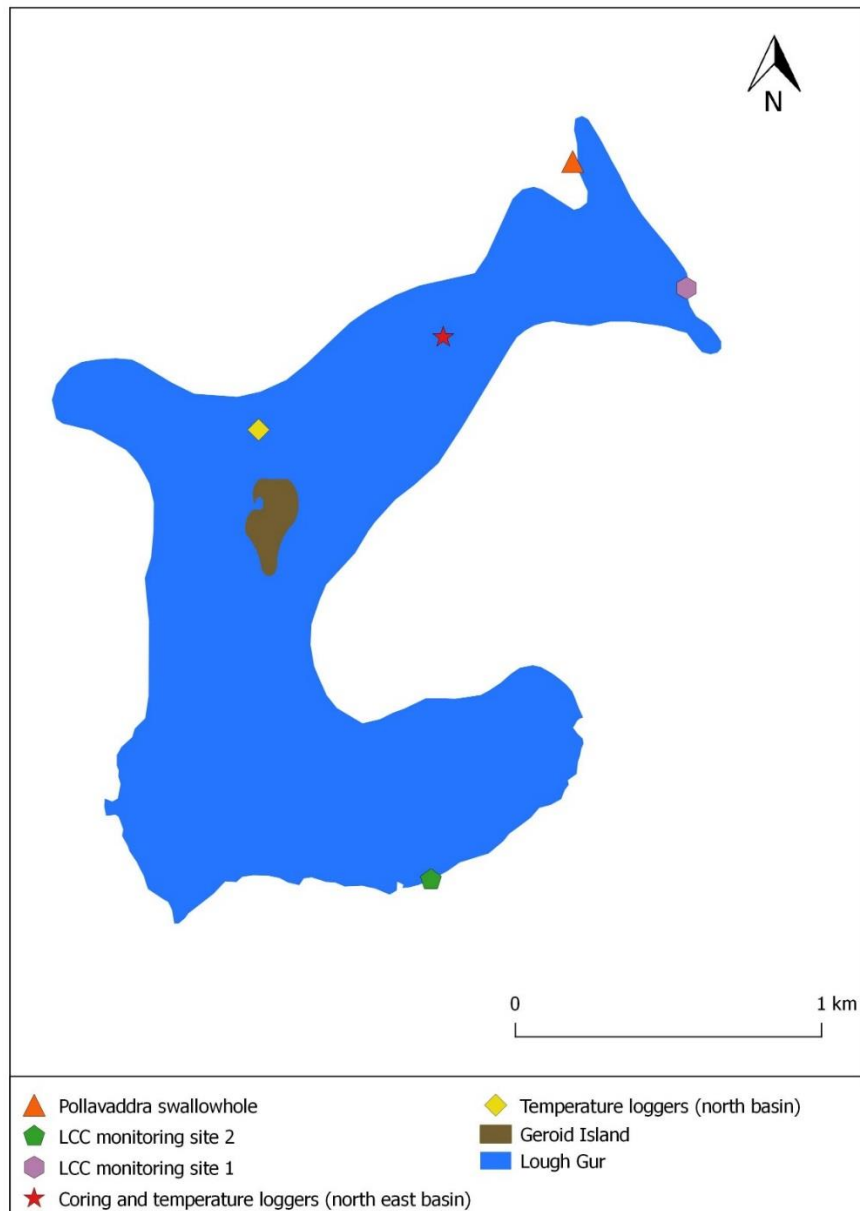 N
0 1 km
Pollavaddra swallowhole
LCC monitoring site 2
LCC monitoring site 1
Coring and temperature loggers (north east basin)
Temperature loggers (north basin)
Geroid Island
Lough Gur